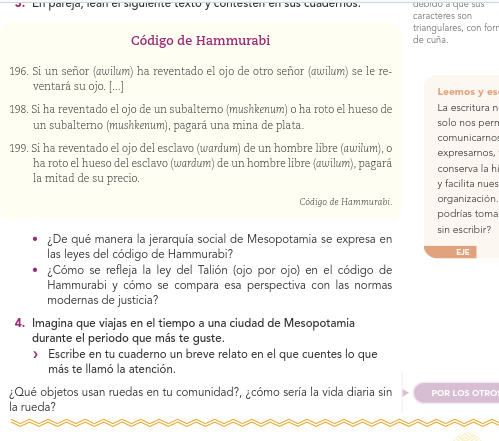 3. En pareja, lean el siguiente texto y contesten en sus cuadernos.
Código de Hammurabi
196. Si un señor (awilum) ha reventado el ojo de otro señor (awilum) se le re-
ventará su ojo. [...]
198. Si ha reventado el ojo de un subalterno (mushkenum) o ha roto el hueso de
un subalterno (mushkenum), pagará una mina de plata.
199. Si ha reventado el ojo del esclavo (wardum) de un hombre libre (awilum), o
ha roto el hueso del esclavo (wardum) de un hombre libre (awilum), pagará
la mitad de su precio.
Código de Hammurabi.
• ¿De qué manera la jerarquía social de Mesopotamia se expresa en
las leyes del código de Hammurabi?
• ¿Cómo se refleja la ley del Talión (ojo por ojo) en el código de
Hammurabi y cómo se compara esa perspectiva con las normas
modernas de justicia?
4. Imagina que viajas en el tiempo a una ciudad de Mesopotamia
durante el periodo que más te guste.
› Escribe en tu cuaderno un breve relato en el que cuentes lo que
más te llamó la atención.
¿Qué objetos usan ruedas en tu comunidad?, ¿cómo sería la vida diaria sin
la rueda?
debido a que sus
caracteres son
triangulares, con for
de cuña.
Leemos y es
La escritura n
solo nos perm
comunicarnos
expresarnos,
conserva la hi
y facilita nues
organización.
podrías toma
sin escribir?
EJE
POR LOS OTROS